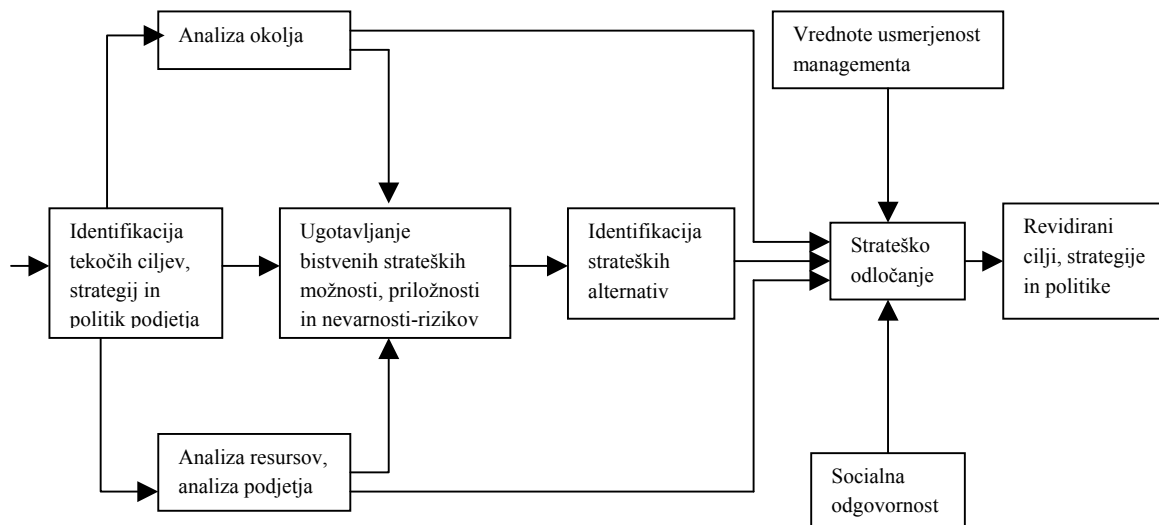 Analiza okolja
Vrednote usmerjenost
managementa
Identifikacija
tekočih ciljev,
strategij in
politik podjetja
Ugotavljanje
bistvenih strateških
možnosti, priložnosti
in nevarnosti-rizikov
Identifikacija
strateških
alternativ
Strateško
odločanje
Revidirani
cilji, strategije
in politike
Analiza resursov,
analiza podjetja
Socialna
odgovornost